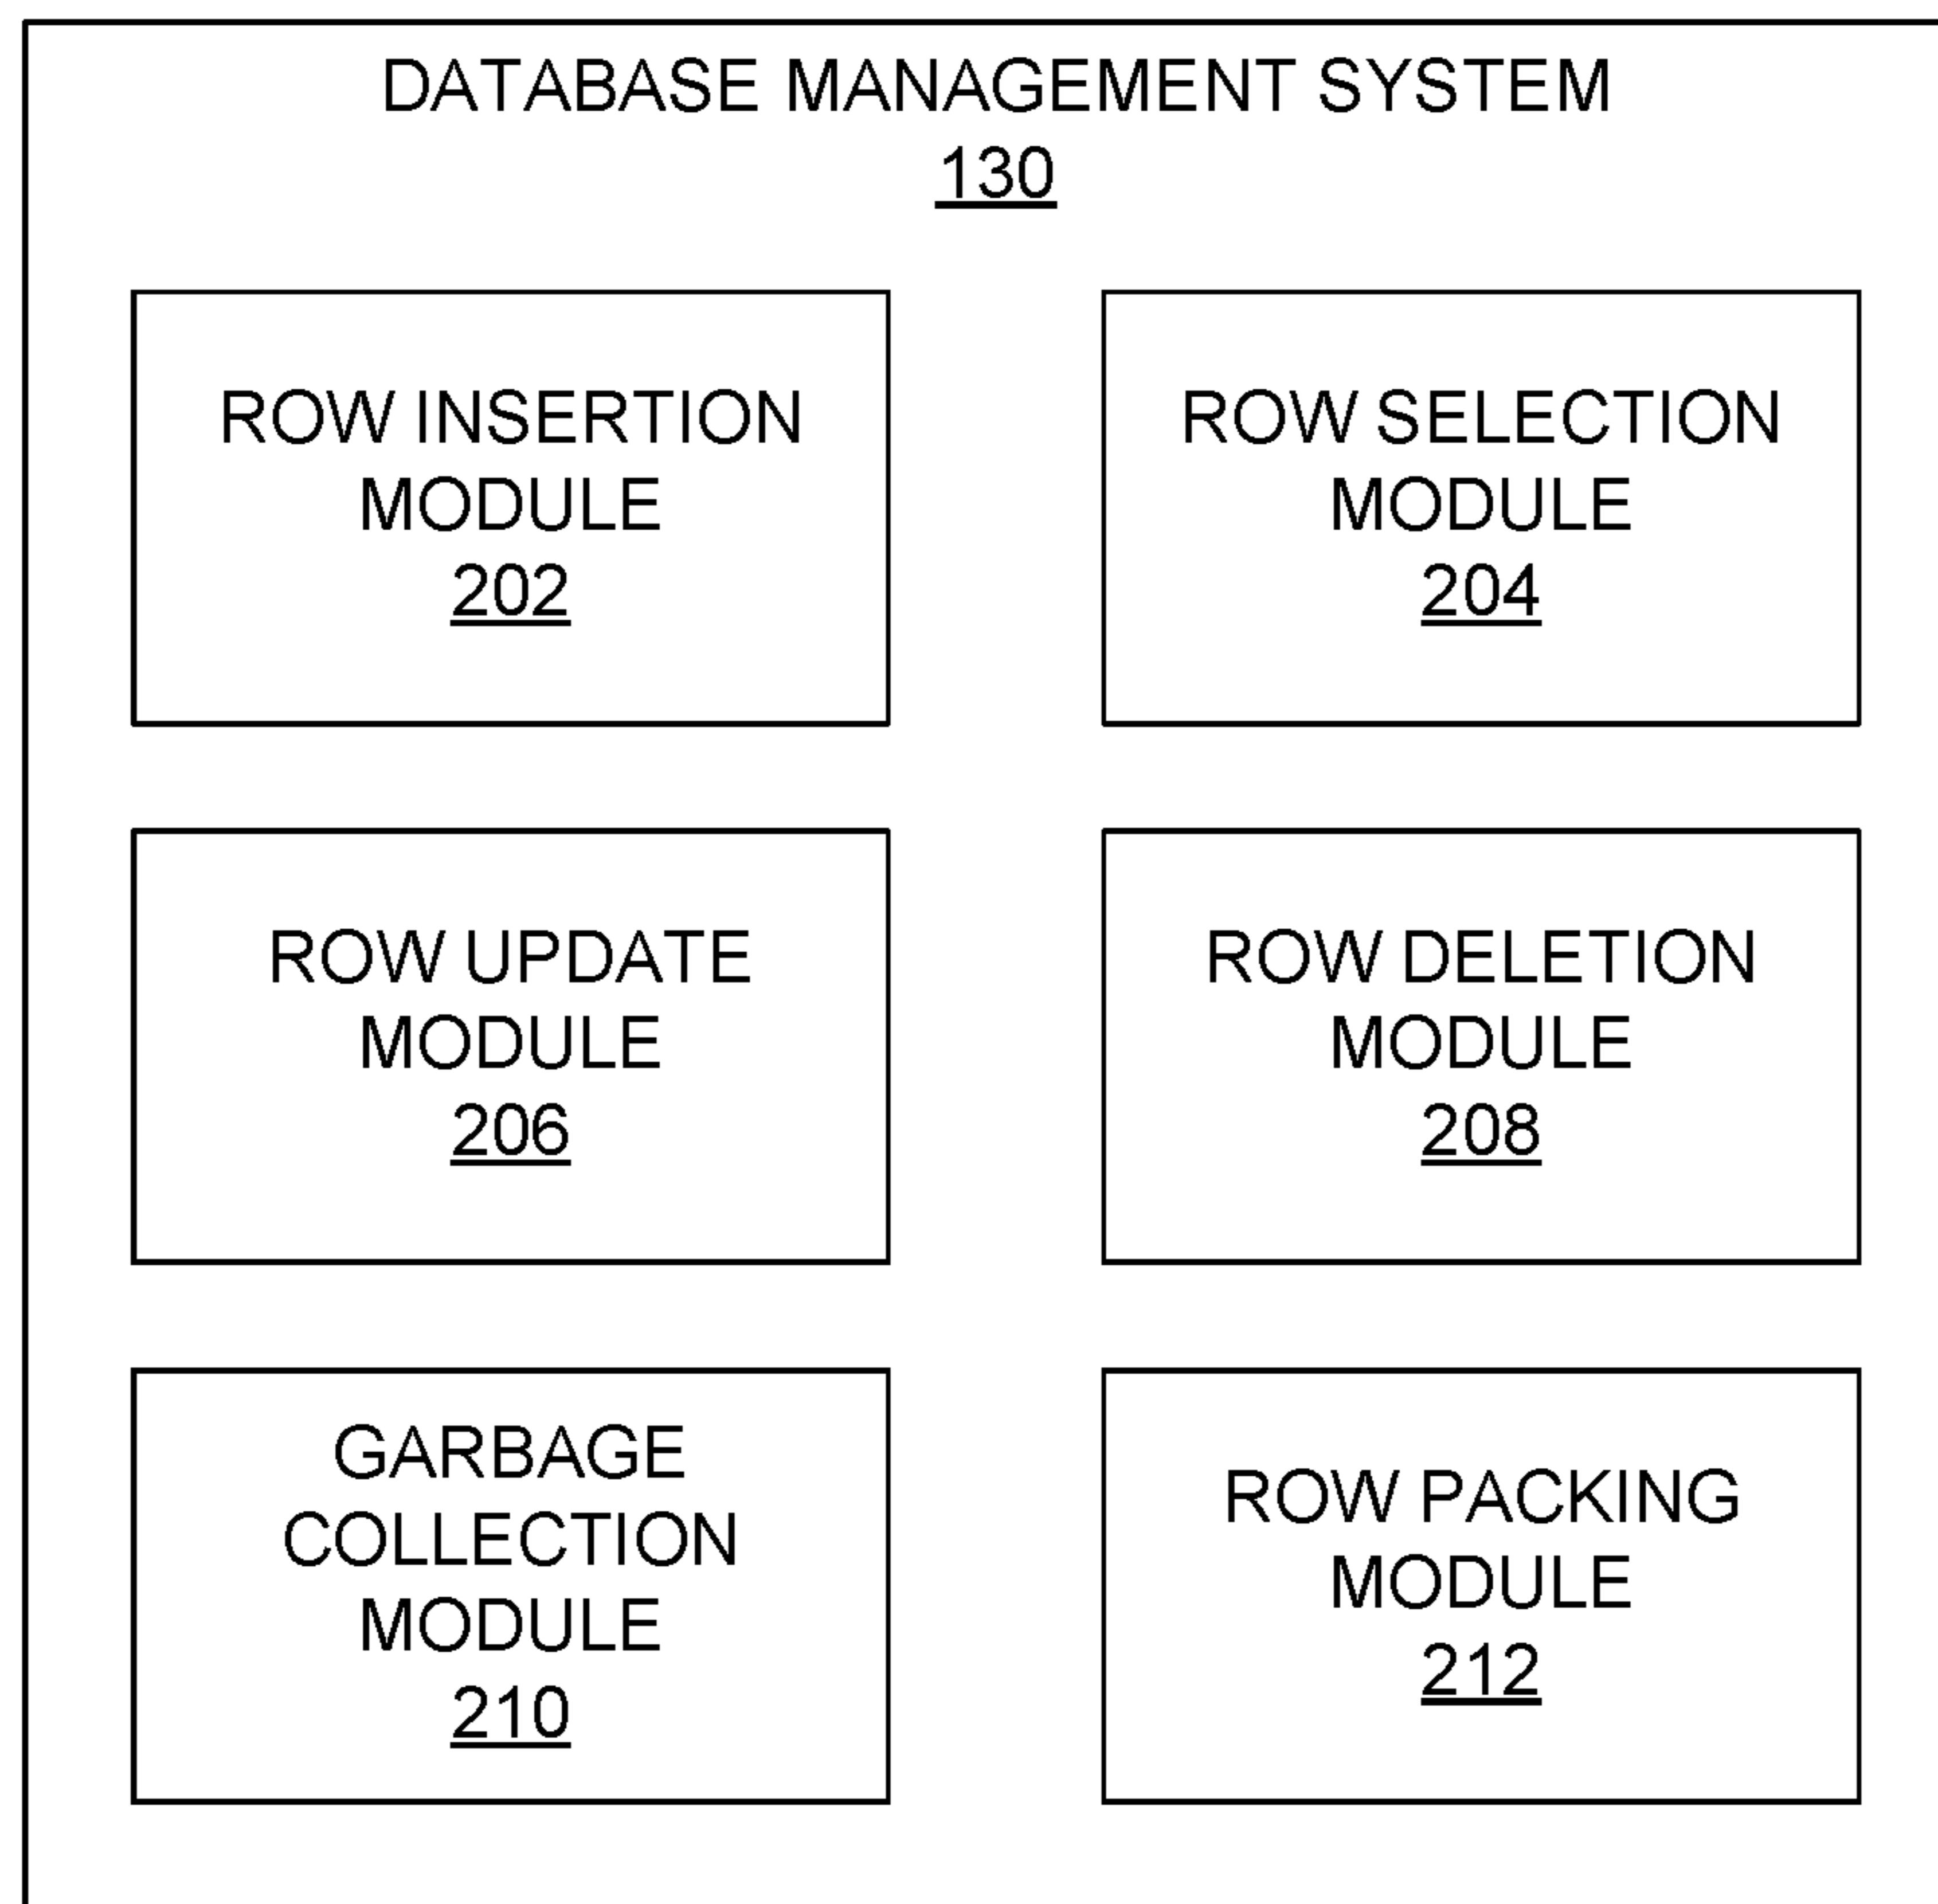 DATABASE MANAGEMENT SYSTEM
130
ROW INSERTION
MODULE
202
ROW SELECTION
MODULE
204
ROW UPDATE
MODULE
206
ROW DELETION
MODULE
208
GARBAGE
COLLECTION
MODULE
210
ROW PACKING
MODULE
212